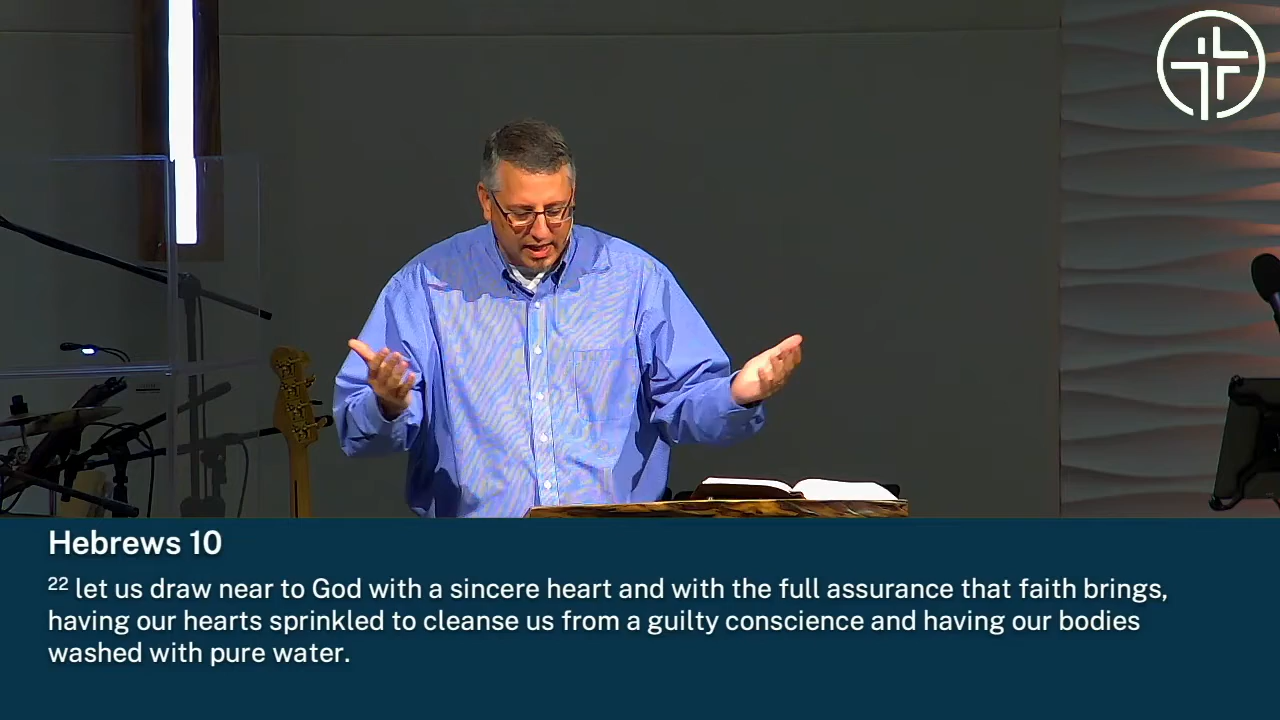 Hebrews 10
22 let us draw near to God with a sincere heart and with the full assurance that faith brings,
having our hearts sprinkled to cleanse us from a guilty conscience and having our bodies
washed with pure water.